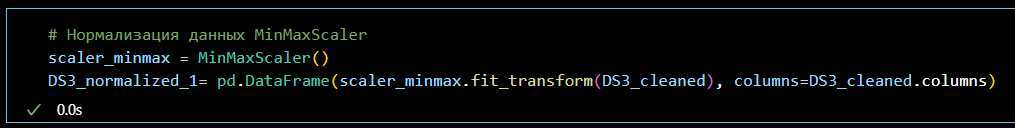 # Нормализация данных MinMaxScaler
scaler_minmax = MinMaxScaler()
DS3_normalized_1= pd.DataFrame(scaler_minmax.fit_transform(DS3_cleaned), columns=DS3_cleaned.columns)
✓ 0.0s